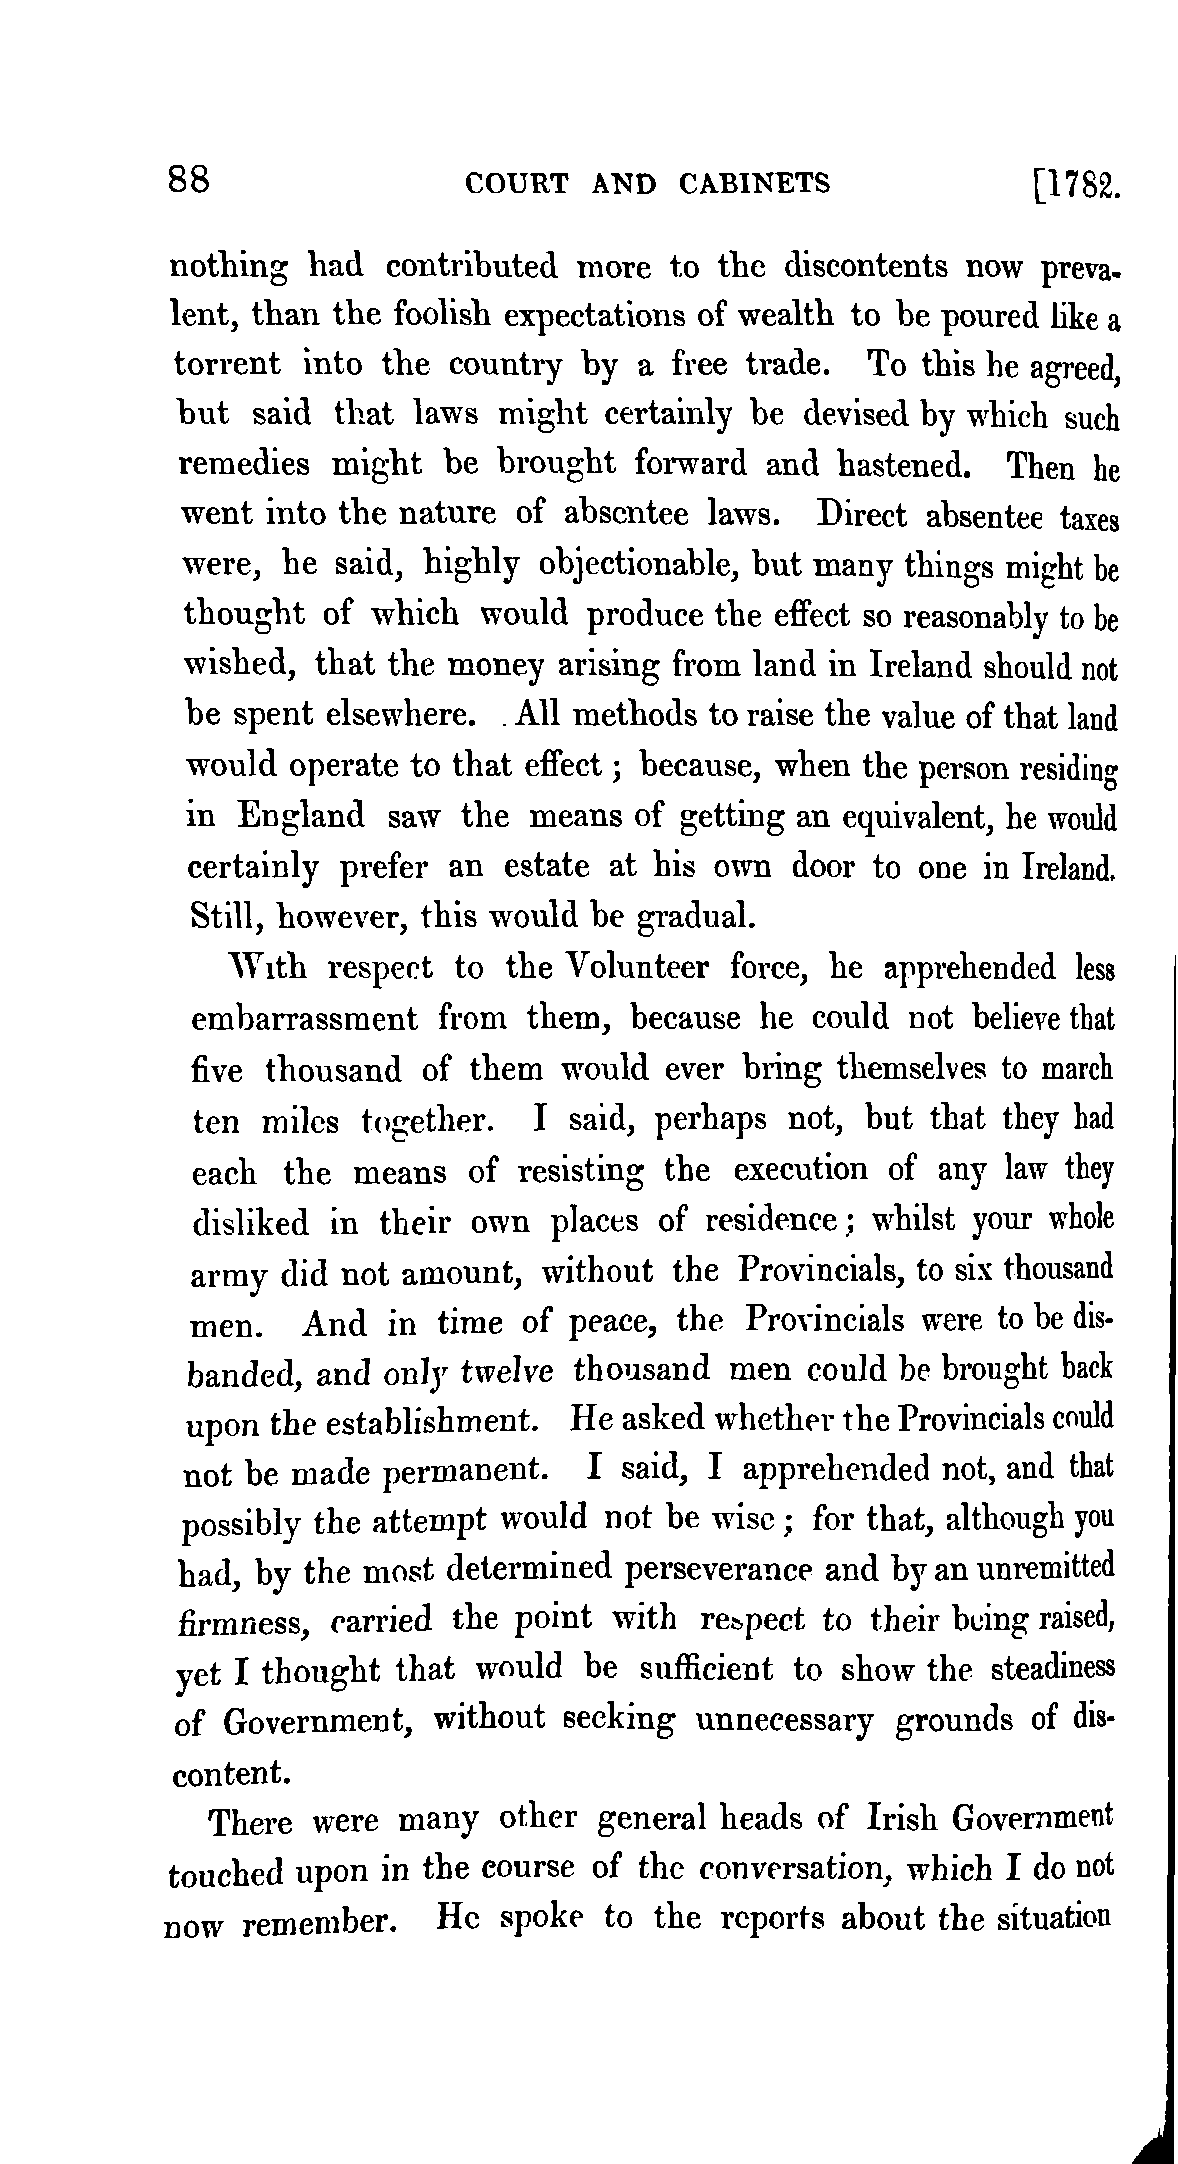 88 COURT AND CABINETS [1782.
nothing had contributed more to the discontents now preva-
lent, than the foolish expectations of wealth to be poured like a
torrent into the country by a free trade. To this he agreed,
but said that laws might certainly be devised by which such
remedies might be brought forward and hastened. Then he
went into the nature of absentee laws. Direct absentee taxes
were, he said, highly objectionable, but many things might be
thought of which would produce the effect so reasonably to be
wished, that the money arising from land in Ireland should not
be spent elsewhere. All methods to raise the value of that land
would operate to that effect; because, when the person residing
in England saw the means of getting an equivalent, he would
certainly prefer an estate at his own door to one in Ireland.
Still, however, this would be gradual.
With respect to the Volunteer force, he apprehended less
embarrassment from them, because he could not believe that
five thousand of them would ever bring themselves to march
ten miles together. I said, perhaps not, but that they had
each the means of resisting the execution of any law they
disliked in their own places of residence; whilst your whole
army did not amount, without the Provincials, to six thousand
men. And in time of peace, the Provincials were to be dis-
banded, and only twelve thousand men could be brought back
upon the establishment. He asked whether the Provincials could
not be made permanent. I said, I apprehended not, and that
possibly the attempt would not be wise; for that, although you
had, by the most determined perseverance and by an unremitted
firmness, carried the point with respect to their being raised,
yet I thought that would be sufficient to show the steadiness
of Government, without seeking unnecessary grounds of dis-
content.
There were many other general heads of Irish Government
touched upon in the course of the conversation, which I do not
now remember. He spoke to the reports about the situation